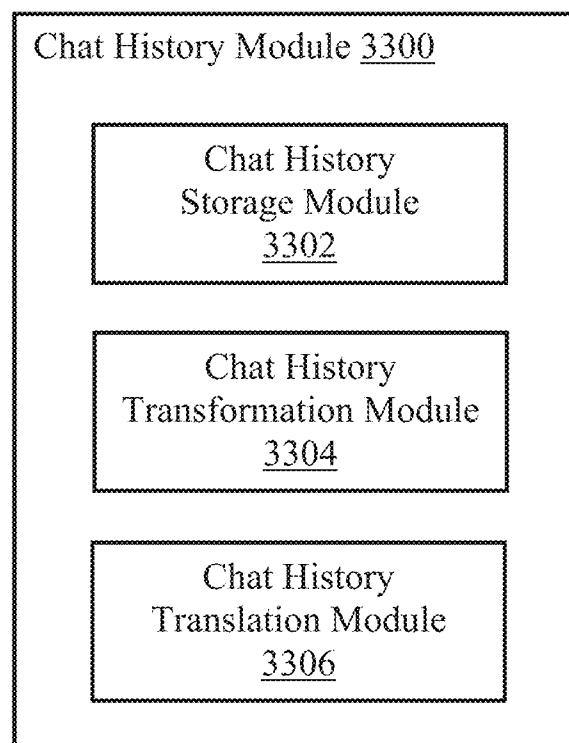 Chat History Module 3300
Chat History
Storage Module
3302
Chat History
Transformation Module
3304
Chat History
Translation Module
3306